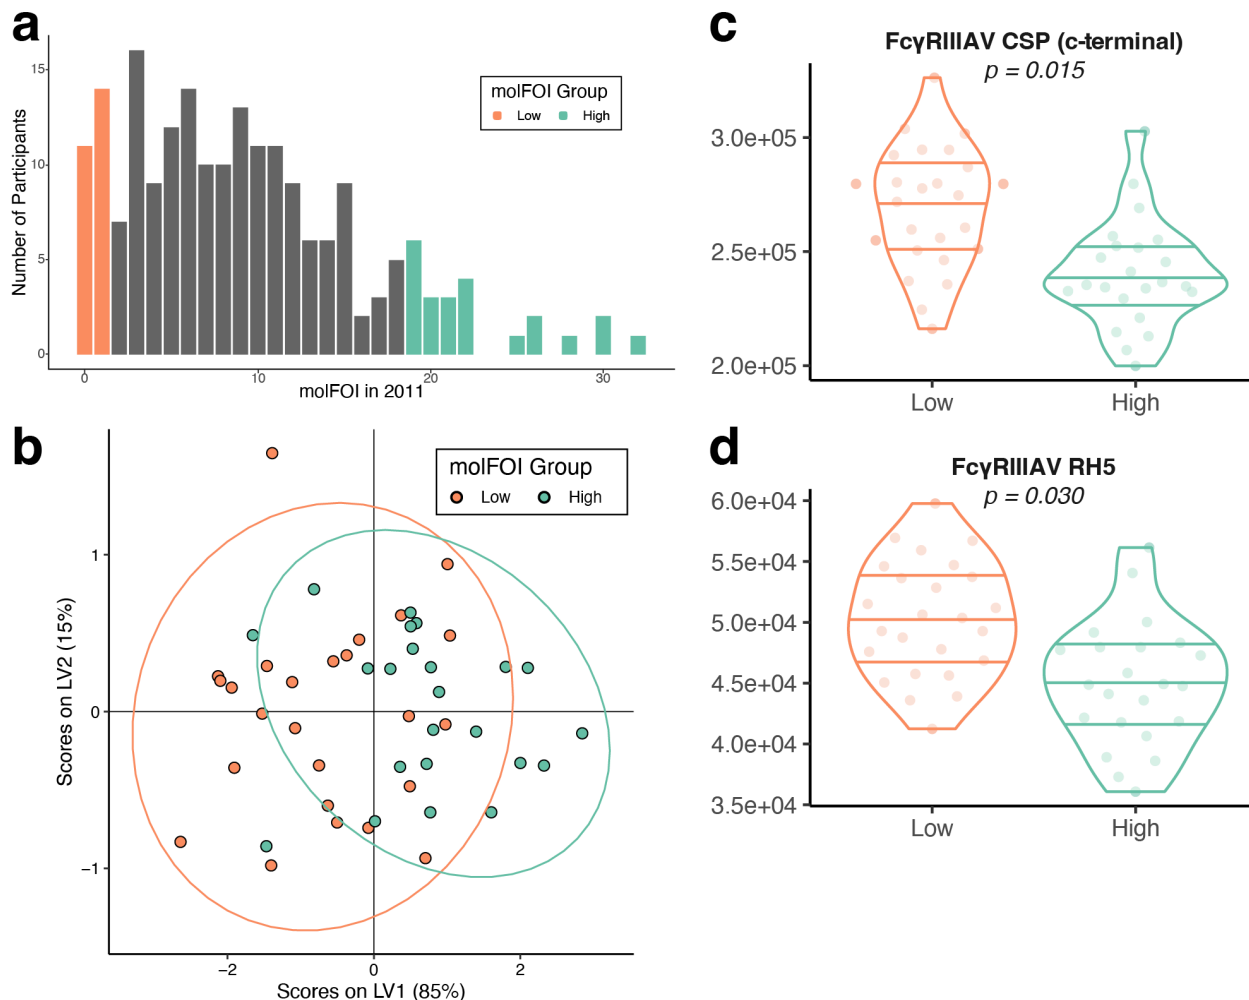 a
Number of Participants
15
10
5
0
0
10
20
30
molFOI in 2011
molFOI Group
Low
High
b
Scores on LV2 (15%)
1
0
−1
−2
0
2
Scores on LV1 (85%)
molFOI Group
Low
High
c
FcγRIIIAV CSP (c-terminal)
p = 0.015
3.0e+05
2.5e+05
2.0e+05
Low
High
d
FcγRIIIAV RH5
p = 0.030
6.0e+04
5.5e+04
5.0e+04
4.5e+04
4.0e+04
3.5e+04
Low
High